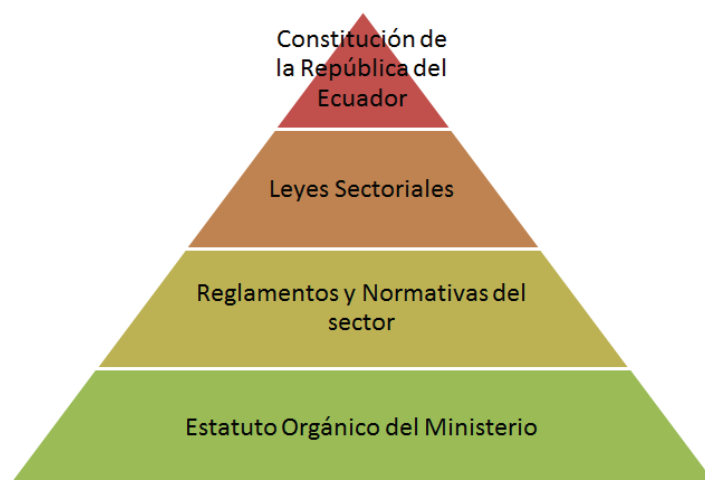 Constitución de
la República del
Ecuador
Leyes Sectoriales
Reglamentos y Normativas del
sector
Estatuto Orgánico del Ministerio